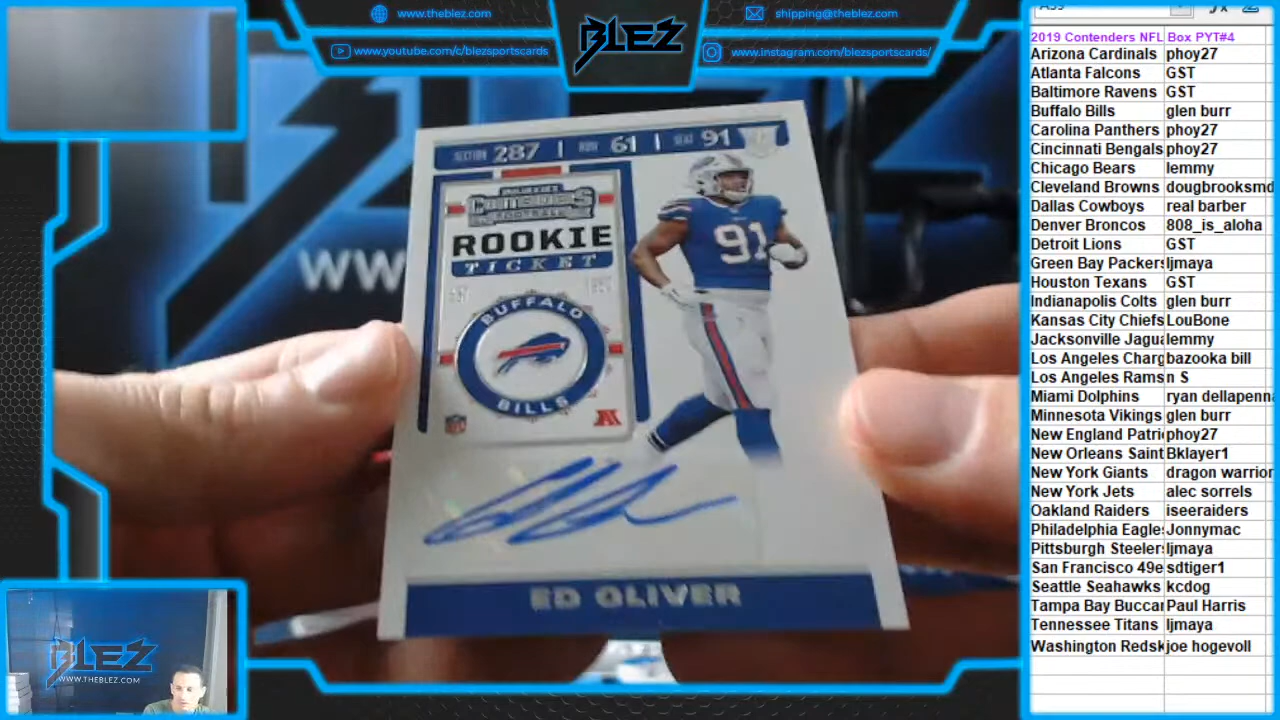 www.theblez.com
www.youtube.com/c/blezsportscards
BLEZ
shipping@theblez.com
www.instagram.com/blezsportscards/
WW
SECTION 287 | ROW 61 | SEAT 91
CONTENDERS
FOOTBALL
ROOKIE
TICKET
BUFFALO
BILLS
NFL
91
ED OLIVER
BLEZ
WWW.THEBLEZ.COM
2019 Contenders NFL Box PYT#4
Arizona Cardinals phoy27
Atlanta Falcons GST
Baltimore Ravens GST
Buffalo Bills glen burr
Carolina Panthers phoy27
Cincinnati Bengals phoy27
Chicago Bears lemmy
Cleveland Browns dougbrooksmd
Dallas Cowboys real barber
Denver Broncos 808_is_aloha
Detroit Lions GST
Green Bay Packers ljmaya
Houston Texans GST
Indianapolis Colts glen burr
Kansas City Chiefs LouBone
Jacksonville Jagua lemmy
Los Angeles Charg bazooka bill
Los Angeles Rams n S
Miami Dolphins ryan dellapenn
Minnesota Vikings glen burr
New England Patri phoy27
New Orleans Saint Bklayer1
New York Giants dragon warrior
New York Jets alec sorrels
Oakland Raiders iseeraiders
Philadelphia Eagle Jonnymac
Pittsburgh Steeler ljmaya
San Francisco 49e sdtiger1
Seattle Seahawks kcdog
Tampa Bay Buccar Paul Harris
Tennessee Titans ljmaya
Washington Redsk joe hogevoll